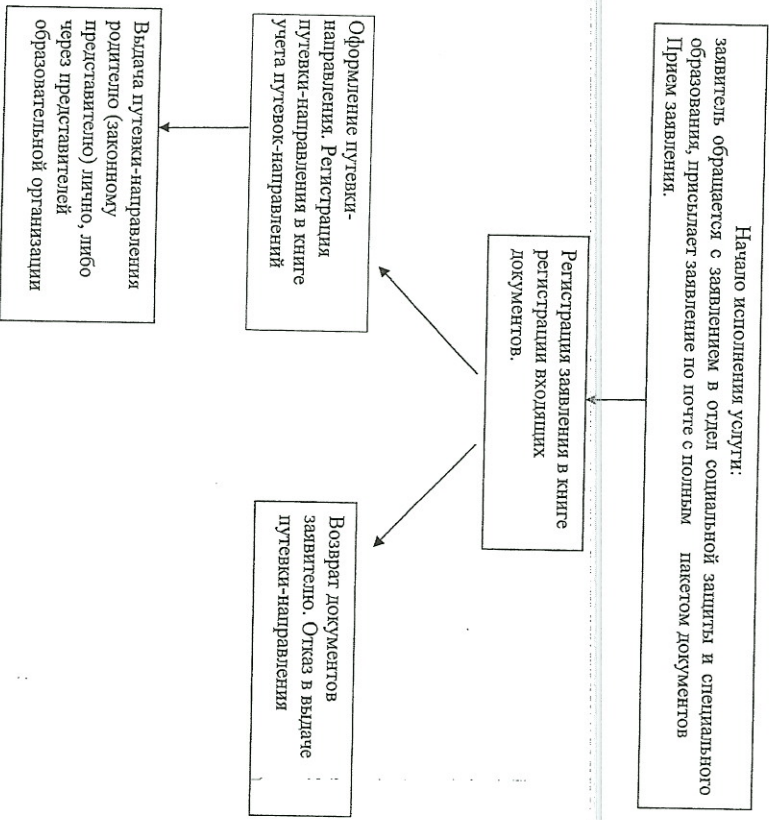 Начало исполнения услуги:
заявитель обращается с заявлением в отдел социальной защиты и специального
образования, присылает заявление по почте с полным пакетом документов
Прием заявления.
Регистрация заявления в книге
регистрации входящих
документов.
Оформление путевки-
направления. Регистрация
путевки-направления в книге
учета путевок-направлений
Возврат документов
заявителю. Отказ в выдаче
путевки-направления
Выдача путевки-направления
родителю (законному
представителю) лично, либо
через представителей
образовательной организации